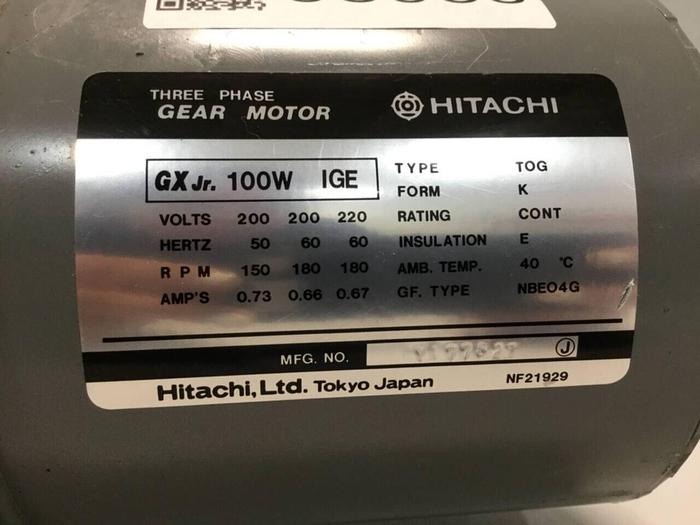 THREE PHASE
GEAR MOTOR
HITACHI
GX Jr. 100W IGE
VOLTS 200 200 220
HERTZ 50 60 60
RPM 150 180 180
AMP'S 0.73 0.66 0.67
TYPE TOG
FORM K
RATING CONT
INSULATION E
AMB. TEMP. 40 °C
GF. TYPE NBEO4G
MFG. NO.
J
Hitachi, Ltd. Tokyo Japan
NF21929